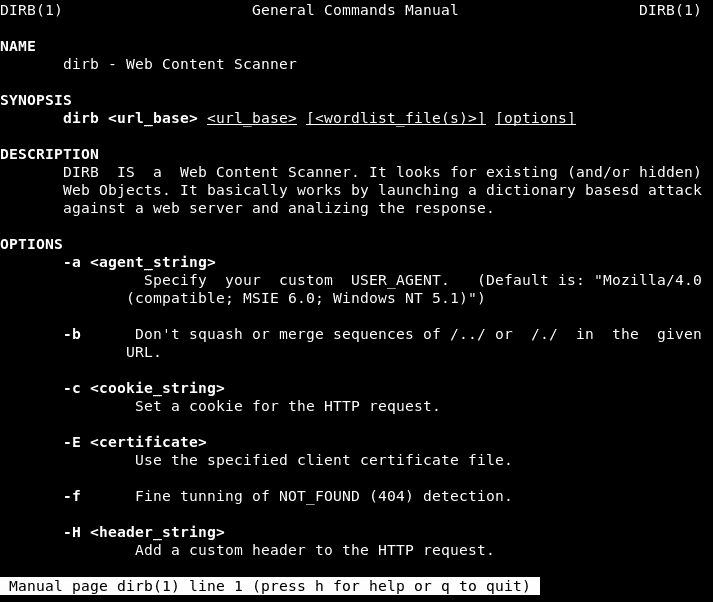 DIRB(1) General Commands Manual DIRB(1)
NAME
dirb - Web Content Scanner
SYNOPSIS
dirb <url_base> <url_base> [<wordlist_file(s)>] [options]
DESCRIPTION
DIRB IS a Web Content Scanner. It looks for existing (and/or hidden)
Web Objects. It basically works by launching a dictionary basesd attack
against a web server and analizing the response.
OPTIONS
-a <agent_string>
Specify your custom USER_AGENT. (Default is: "Mozilla/4.0
(compatible; MSIE 6.0; Windows NT 5.1)")
-b Don't squash or merge sequences of /../ or /./ in the given
URL.
-c <cookie_string>
Set a cookie for the HTTP request.
-E <certificate>
Use the specified client certificate file.
-f Fine tunning of NOT_FOUND (404) detection.
-H <header_string>
Add a custom header to the HTTP request.
Manual page dirb(1) line 1 (press h for help or q to quit)